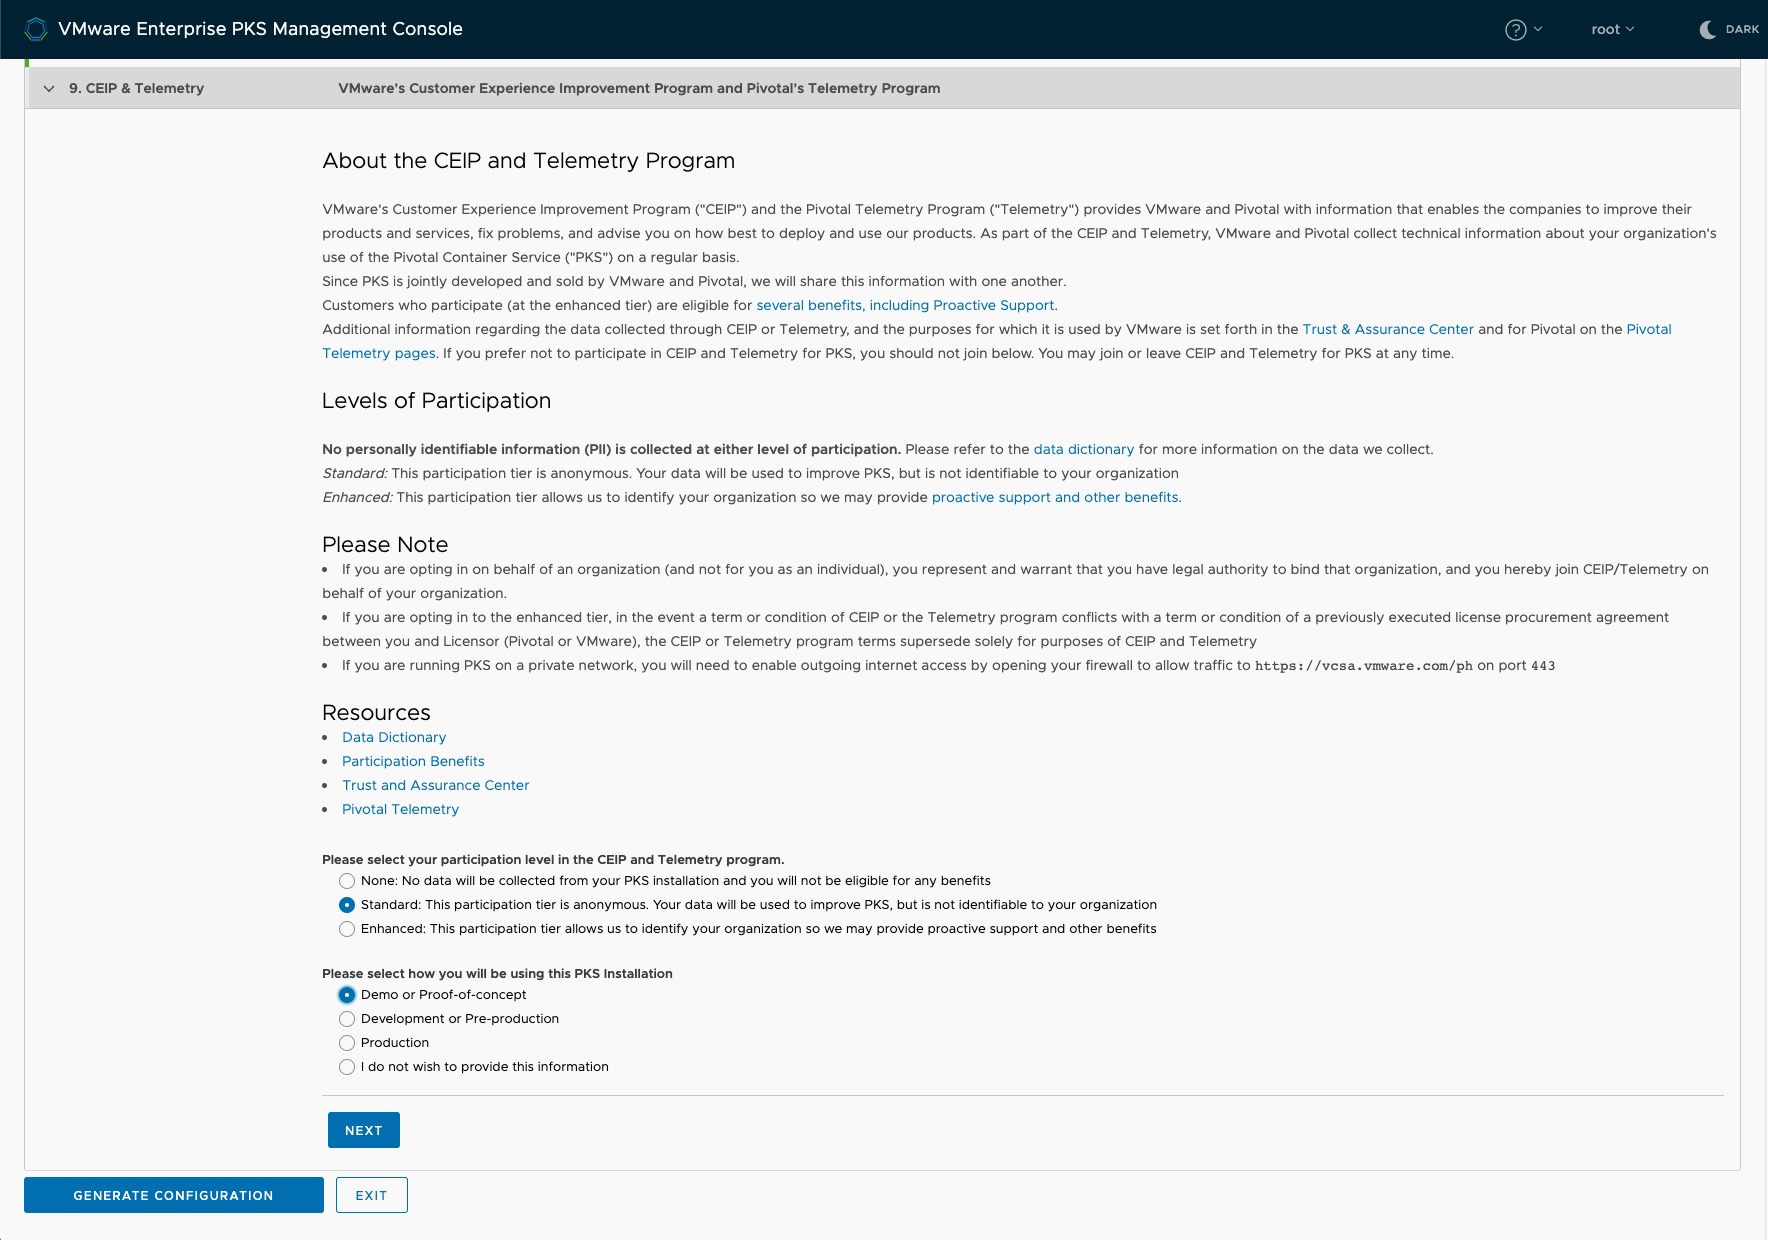 VMware Enterprise PKS Management Console
?
root
DARK
9. CEIP & Telemetry
VMware's Customer Experience Improvement Program and Pivotal's Telemetry Program
About the CEIP and Telemetry Program
VMware's Customer Experience Improvement Program ("CEIP") and the Pivotal Telemetry Program ("Telemetry") provides VMware and Pivotal with information that enables the companies to improve their
products and services, fix problems, and advise you on how best to deploy and use our products. As part of the CEIP and Telemetry, VMware and Pivotal collect technical information about your organization's
use of the Pivotal Container Service ("PKS") on a regular basis.
Since PKS is jointly developed and sold by VMware and Pivotal, we will share this information with one another.
Customers who participate (at the enhanced tier) are eligible for several benefits, including Proactive Support.
Additional information regarding the data collected through CEIP or Telemetry, and the purposes for which it is used by VMware is set forth in the Trust & Assurance Center and for Pivotal on the Pivotal
Telemetry pages. If you prefer not to participate in CEIP and Telemetry for PKS, you should not join below. You may join or leave CEIP and Telemetry for PKS at any time.
Levels of Participation
No personally identifiable information (PII) is collected at either level of participation. Please refer to the data dictionary for more information on the data we collect.
Standard: This participation tier is anonymous. Your data will be used to improve PKS, but is not identifiable to your organization
Enhanced: This participation tier allows us to identify your organization so we may provide proactive support and other benefits.
Please Note
• If you are opting in on behalf of an organization (and not for you as an individual), you represent and warrant that you have legal authority to bind that organization, and you hereby join CEIP/Telemetry on
behalf of your organization.
• If you are opting in to the enhanced tier, in the event a term or condition of CEIP or the Telemetry program conflicts with a term or condition of a previously executed license procurement agreement
between you and Licensor (Pivotal or VMware), the CEIP or Telemetry program terms supersede solely for purposes of CEIP and Telemetry
• If you are running PKS on a private network, you will need to enable outgoing internet access by opening your firewall to allow traffic to https://vcsa.vmware.com/ph on port 443
Resources
• Data Dictionary
• Participation Benefits
• Trust and Assurance Center
• Pivotal Telemetry
Please select your participation level in the CEIP and Telemetry program.
None: No data will be collected from your PKS installation and you will not be eligible for any benefits
Standard: This participation tier is anonymous. Your data will be used to improve PKS, but is not identifiable to your organization
Enhanced: This participation tier allows us to identify your organization so we may provide proactive support and other benefits
Please select how you will be using this PKS Installation
Demo or Proof-of-concept
Development or Pre-production
Production
I do not wish to provide this information
NEXT
GENERATE CONFIGURATION
EXIT